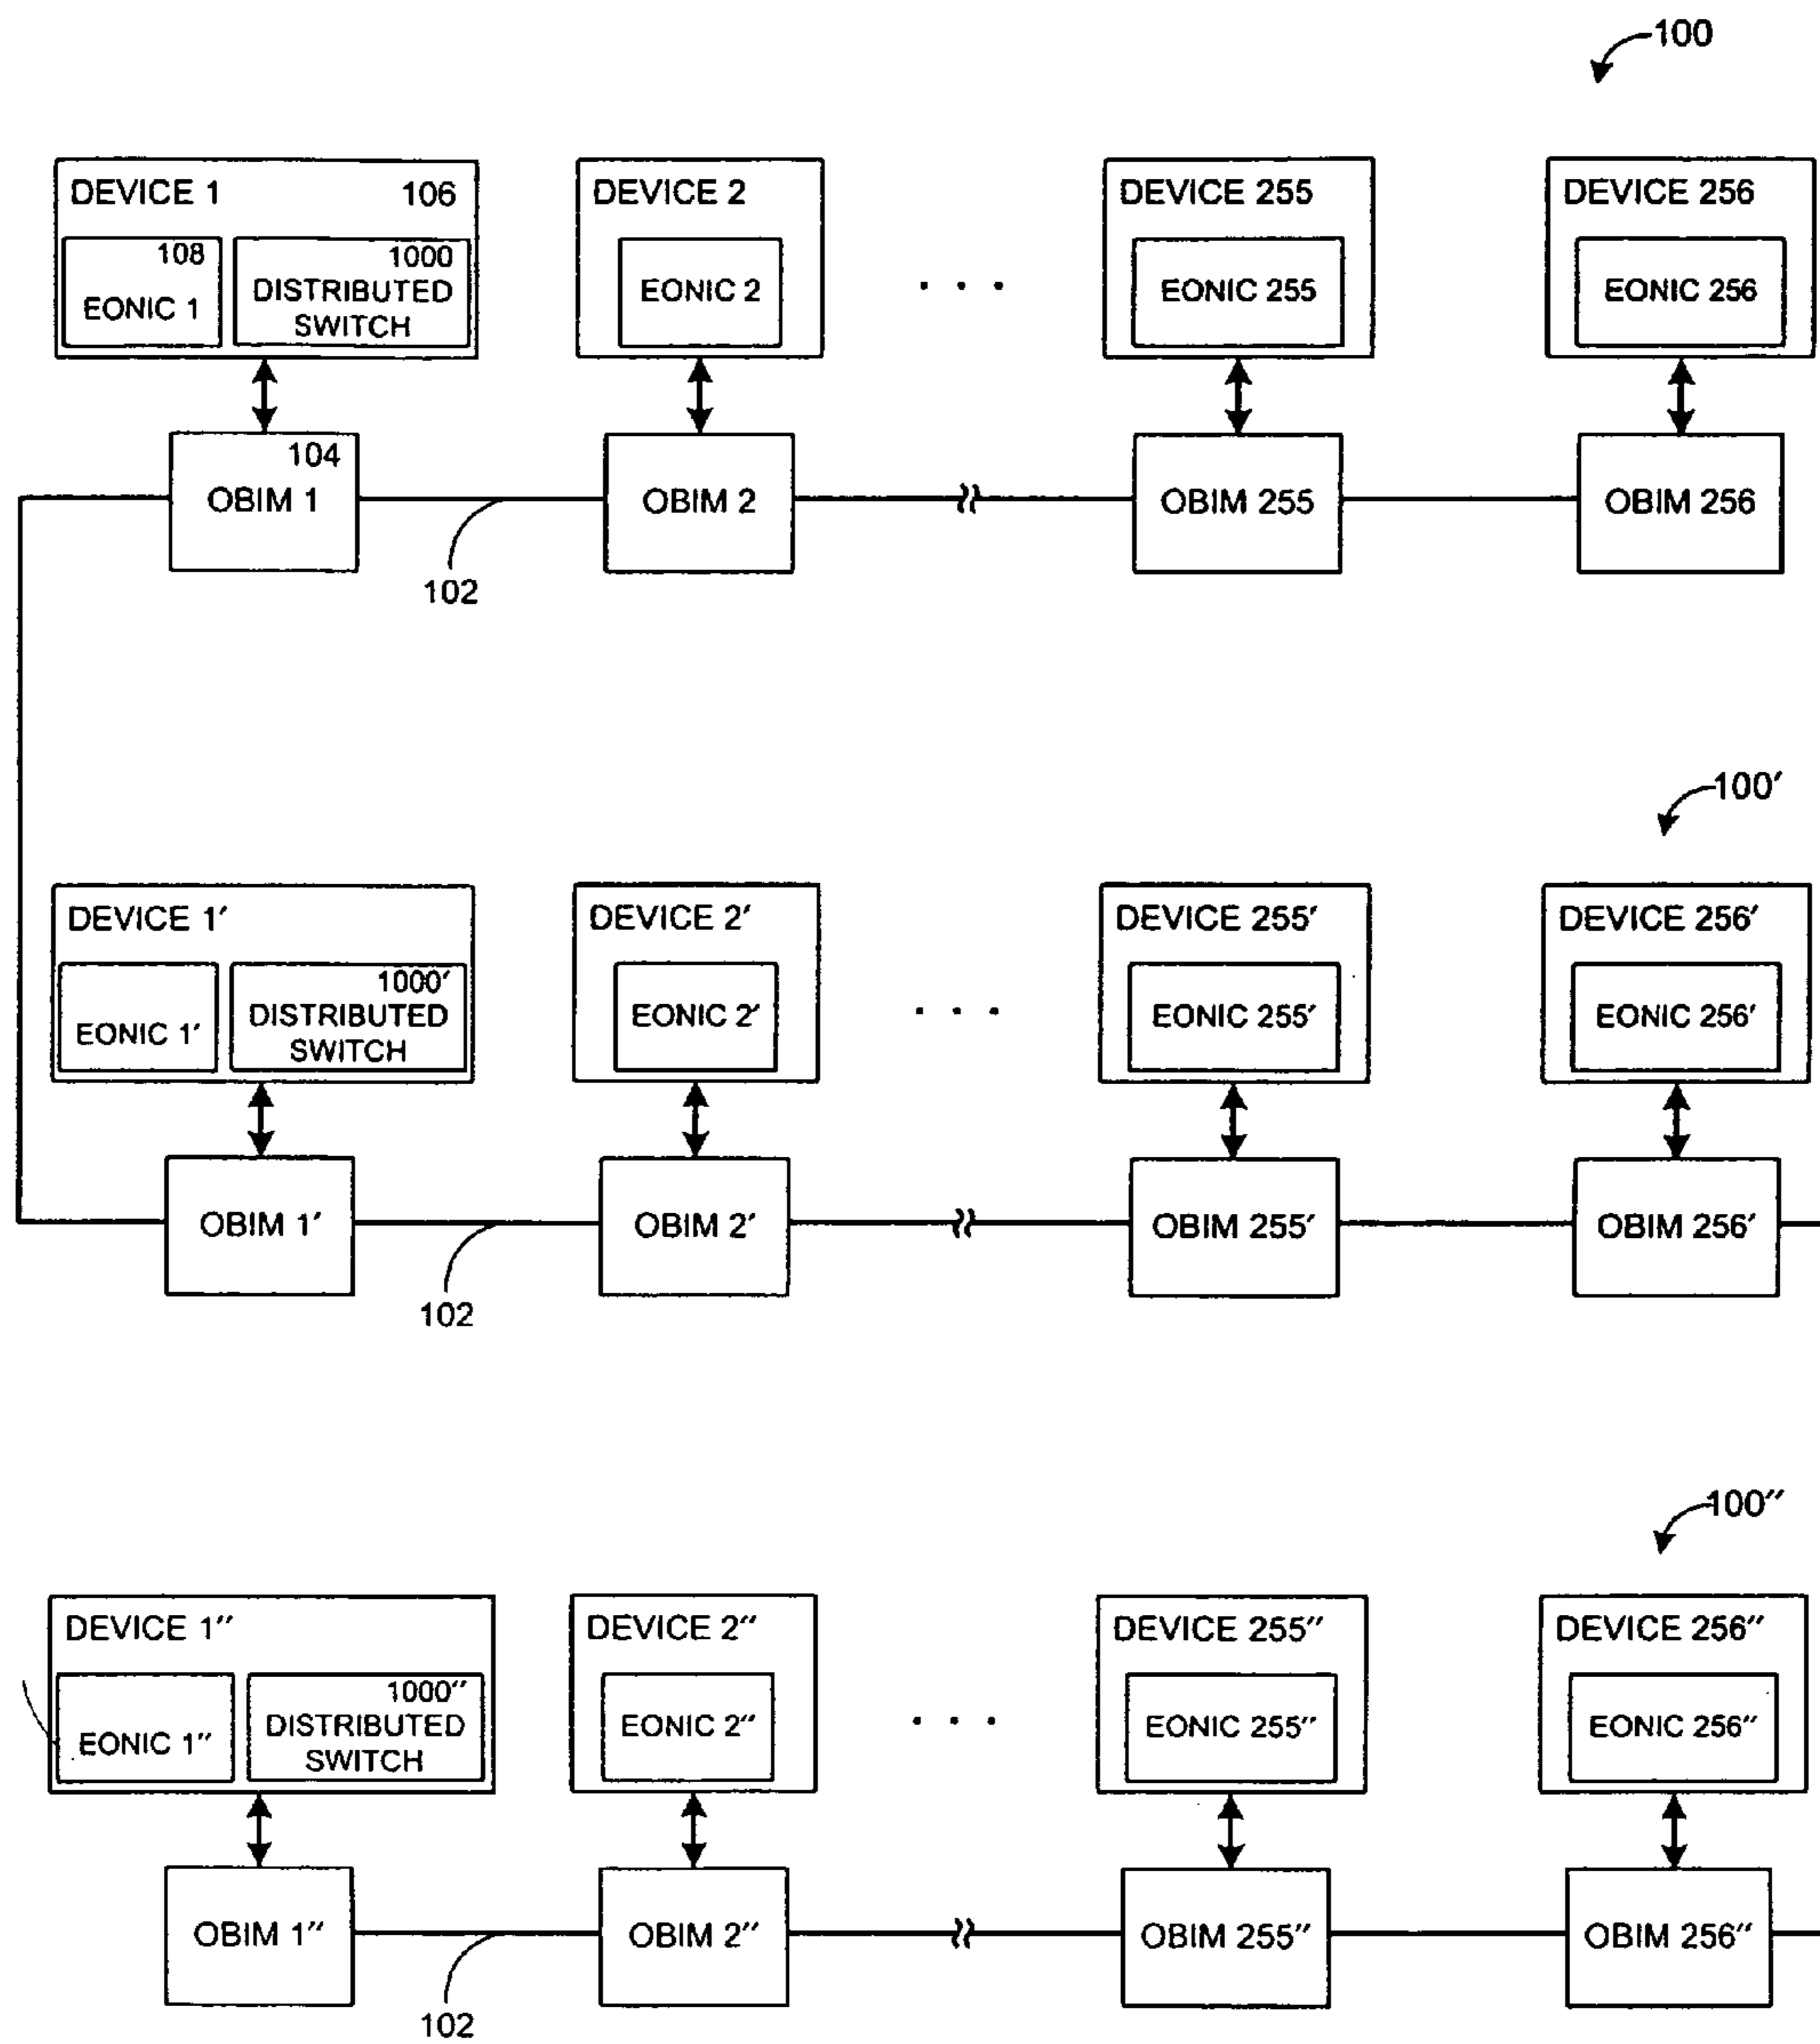 100
DEVICE 1 106
108
EONIC 1
1000
DISTRIBUTED
SWITCH
DEVICE 2
EONIC 2
. . .
DEVICE 255
EONIC 255
DEVICE 256
EONIC 256
104
OBIM 1
OBIM 2
OBIM 255
OBIM 256
102
100′
DEVICE 1′
EONIC 1′
1000′
DISTRIBUTED
SWITCH
DEVICE 2′
EONIC 2′
. . .
DEVICE 255′
EONIC 255′
DEVICE 256′
EONIC 256′
OBIM 1′
OBIM 2′
OBIM 255′
OBIM 256′
102
100″
DEVICE 1″
EONIC 1″
1000″
DISTRIBUTED
SWITCH
DEVICE 2″
EONIC 2″
. . .
DEVICE 255″
EONIC 255″
DEVICE 256″
EONIC 256″
OBIM 1″
OBIM 2″
OBIM 255″
OBIM 256″
102